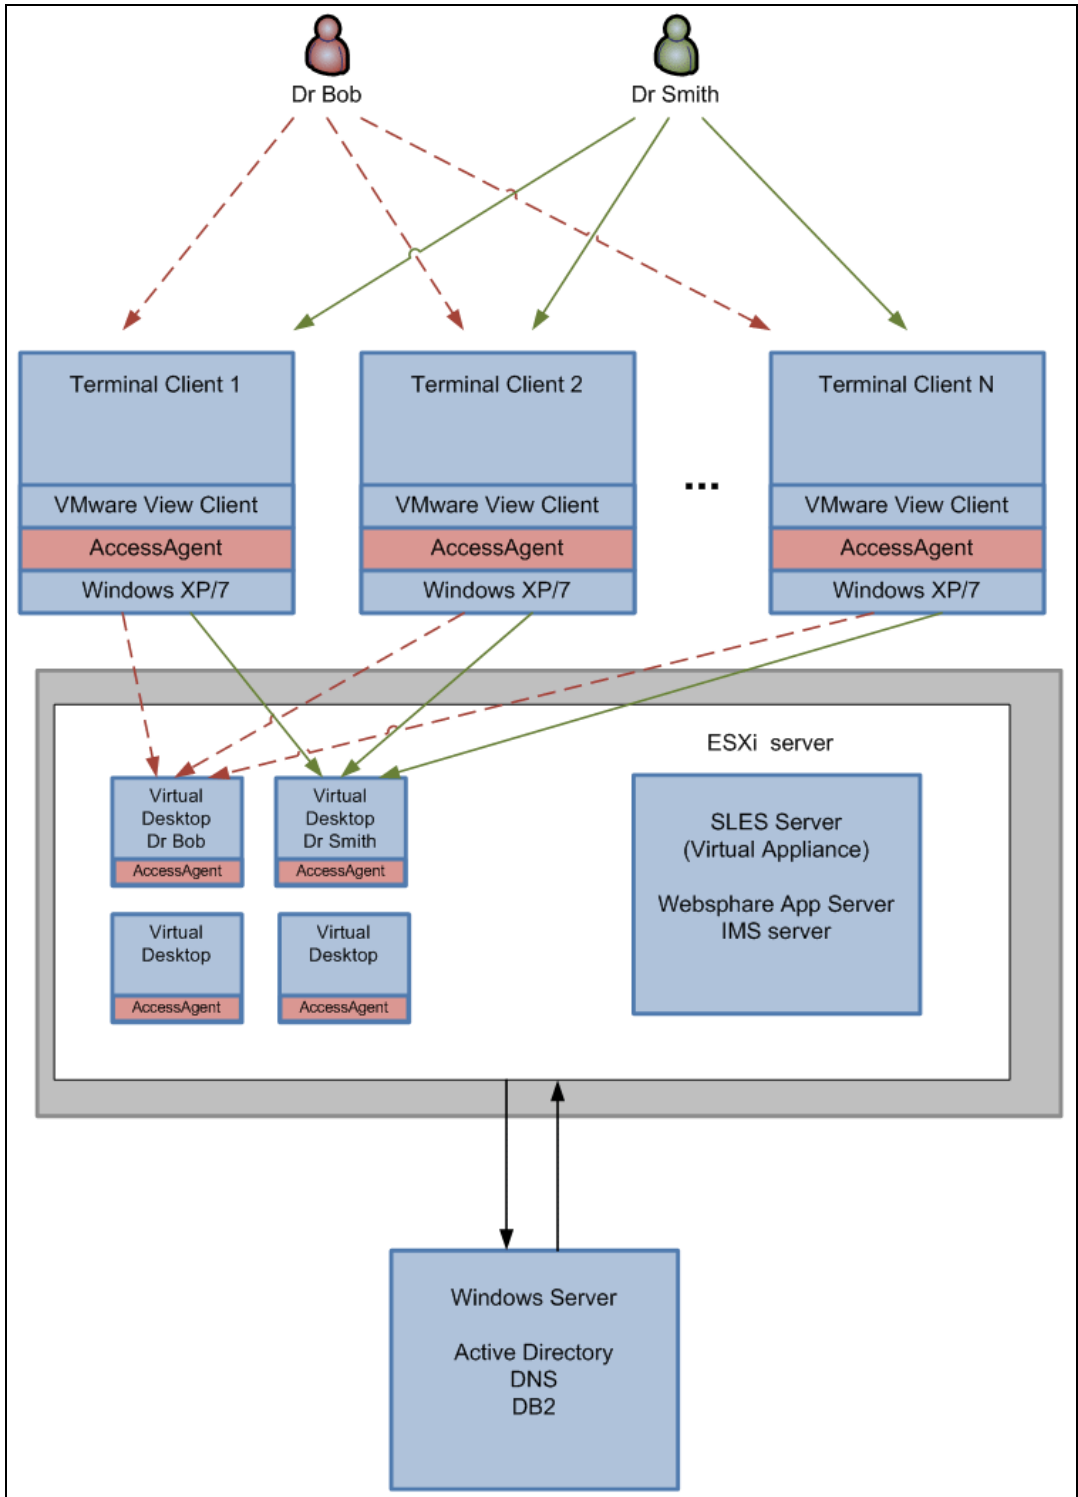 Dr Bob
Dr Smith
Terminal Client 1
VMware View Client
AccessAgent
Windows XP/7
Terminal Client 2
VMware View Client
AccessAgent
Windows XP/7
...
Terminal Client N
VMware View Client
AccessAgent
Windows XP/7
ESXi server
Virtual
Desktop
Dr Bob
AccessAgent
Virtual
Desktop
Dr Smith
AccessAgent
Virtual
Desktop
AccessAgent
Virtual
Desktop
AccessAgent
SLES Server
(Virtual Appliance)
Websphare App Server
IMS server
Windows Server
Active Directory
DNS
DB2